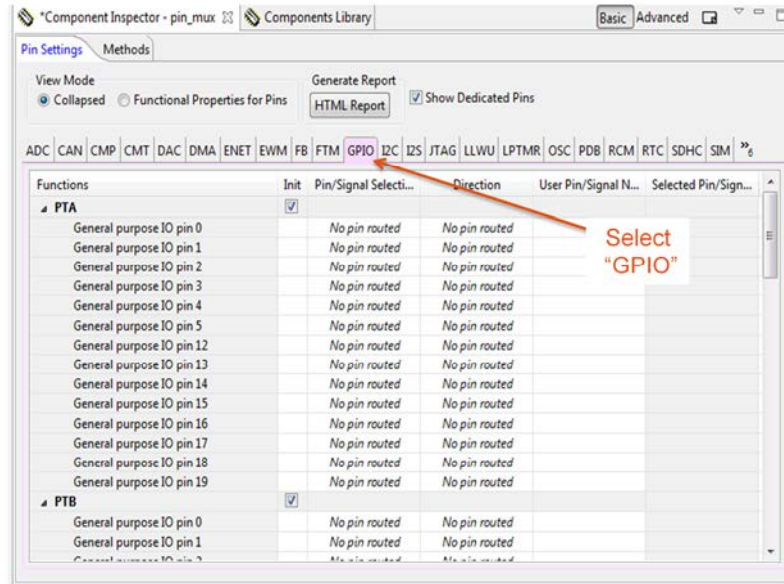 *Component Inspector - pin_mux Components Library Basic Advanced
Pin Settings Methods
View Mode Generate Report
Collapsed Functional Properties for Pins HTML Report Show Dedicated Pins
ADC CAN CMP CMT DAC DMA ENET EWM FB FTM GPIO I2C I2S JTAG LLWU LPTMR OSC PDB RCM RTC SDHC SIM »6
Functions Init Pin/Signal Selecti... Direction User Pin/Signal N... Selected Pin/Sign...
PTA
General purpose IO pin 0 No pin routed No pin routed
General purpose IO pin 1 No pin routed No pin routed
General purpose IO pin 2 No pin routed No pin routed
General purpose IO pin 3 No pin routed No pin routed
General purpose IO pin 4 No pin routed No pin routed
General purpose IO pin 5 No pin routed No pin routed
General purpose IO pin 12 No pin routed No pin routed
General purpose IO pin 13 No pin routed No pin routed
General purpose IO pin 14 No pin routed No pin routed
General purpose IO pin 15 No pin routed No pin routed
General purpose IO pin 16 No pin routed No pin routed
General purpose IO pin 17 No pin routed No pin routed
General purpose IO pin 18 No pin routed No pin routed
General purpose IO pin 19 No pin routed No pin routed
PTB
General purpose IO pin 0 No pin routed No pin routed
General purpose IO pin 1 No pin routed No pin routed
Select
“GPIO”